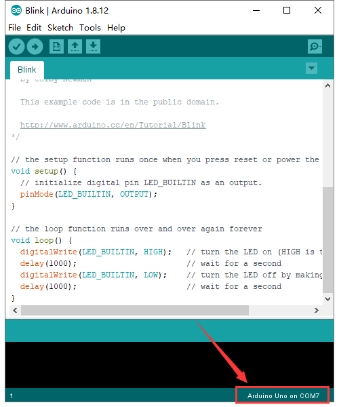 Blink | Arduino 1.8.12
File Edit Sketch Tools Help
Blink
This example code is in the public domain.
http://www.arduino.cc/en/Tutorial/Blink
*/
// the setup function runs once when you press reset or power the
void setup() {
// initialize digital pin LED_BUILTIN as an output.
pinMode(LED_BUILTIN, OUTPUT);
}
// the loop function runs over and over again forever
void loop() {
digitalWrite(LED_BUILTIN, HIGH);   // turn the LED on (HIGH is t
delay(1000);   // wait for a second
digitalWrite(LED_BUILTIN, LOW);   // turn the LED off by making
delay(1000);   // wait for a second
}
1
Arduino Uno on COM7